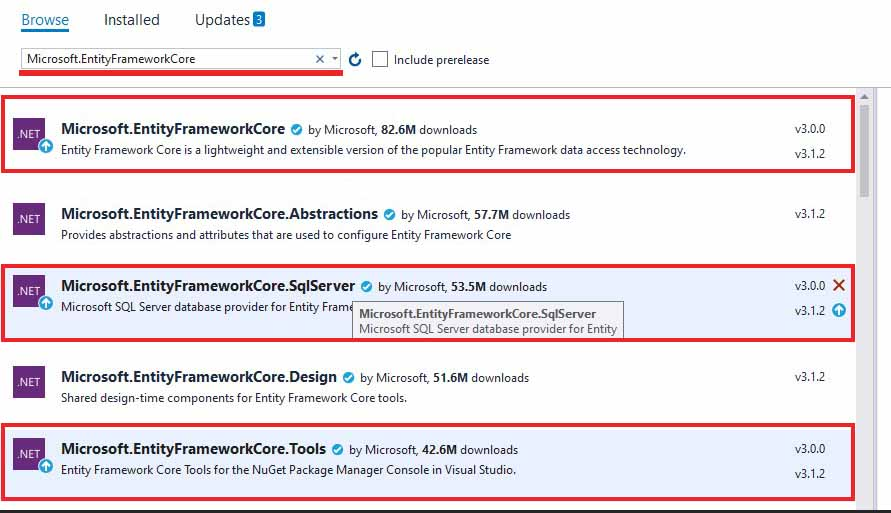 Browse Installed Updates 3
Microsoft.EntityFrameworkCore Include prerelease
.NET Microsoft.EntityFrameworkCore by Microsoft, 82.6M downloads v3.0.0
Entity Framework Core is a lightweight and extensible version of the popular Entity Framework data access technology. v3.1.2
.NET Microsoft.EntityFrameworkCore.Abstractions by Microsoft, 57.7M downloads v3.1.2
Provides abstractions and attributes that are used to configure Entity Framework Core
.NET Microsoft.EntityFrameworkCore.SqlServer by Microsoft, 53.5M downloads v3.0.0
Microsoft SQL Server database provider for Entity v3.1.2
Microsoft.EntityFrameworkCore.SqlServer
Microsoft SQL Server database provider for Entity
.NET Microsoft.EntityFrameworkCore.Design by Microsoft, 51.6M downloads v3.1.2
Shared design-time components for Entity Framework Core tools.
.NET Microsoft.EntityFrameworkCore.Tools by Microsoft, 42.6M downloads v3.0.0
Entity Framework Core Tools for the NuGet Package Manager Console in Visual Studio. v3.1.2